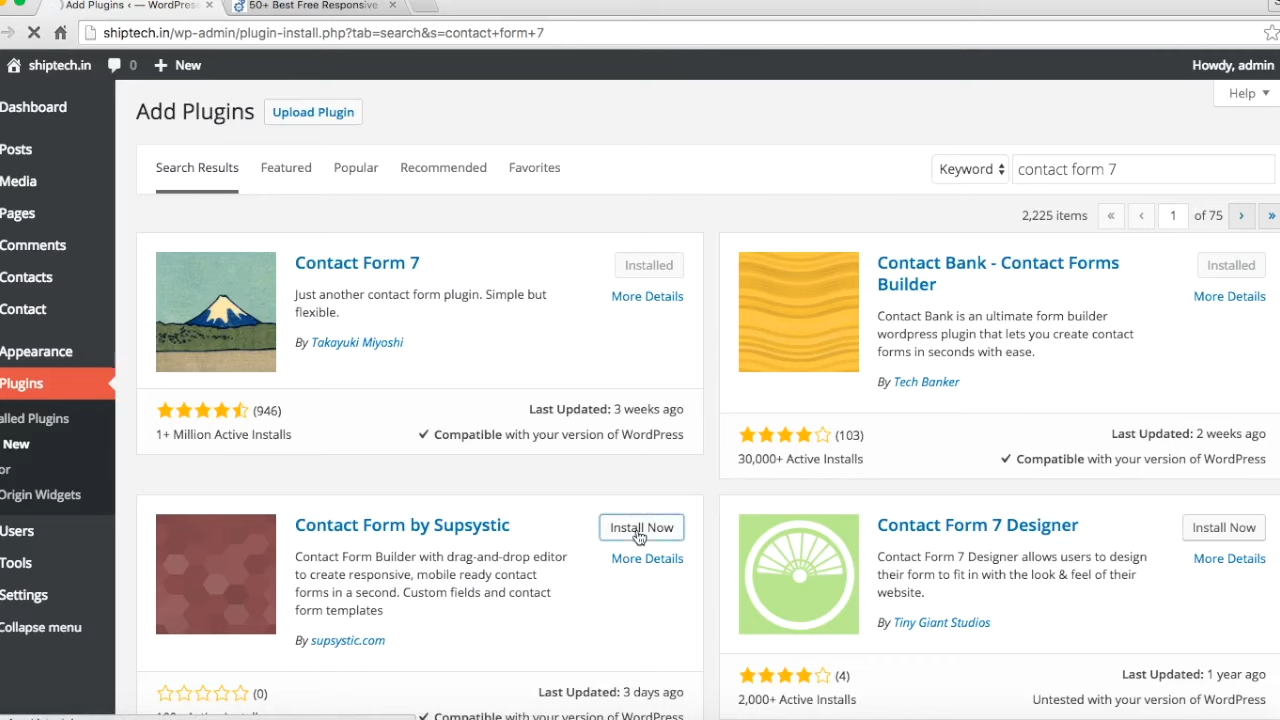 Add Plugins ‹ — WordPres
50+ Best Free Responsive
shiptech.in/wp-admin/plugin-install.php?tab=search&s=contact+form+7
shiptech.in
0
New
Howdy, admin
Help
Dashboard
Posts
Media
Pages
Comments
Contacts
Contact
Appearance
Plugins
alled Plugins
New
or
Origin Widgets
Users
Tools
Settings
Collapse menu
Add Plugins
Upload Plugin
Search Results
Featured
Popular
Recommended
Favorites
Keyword
contact form 7
2,225 items « ‹ 1 of 75 › »
Contact Form 7
Installed
More Details
Just another contact form plugin. Simple but
flexible.
By Takayuki Miyoshi
(946)
1+ Million Active Installs
Last Updated: 3 weeks ago
✓ Compatible with your version of WordPress
Contact Bank - Contact Forms
Builder
Installed
More Details
Contact Bank is an ultimate form builder
wordpress plugin that lets you create contact
forms in seconds with ease.
By Tech Banker
(103)
30,000+ Active Installs
Last Updated: 2 weeks ago
✓ Compatible with your version of WordPress
Contact Form by Supsystic
Install Now
More Details
Contact Form Builder with drag-and-drop editor
to create responsive, mobile ready contact
forms in a second. Custom fields and contact
form templates
By supsystic.com
(0)
Last Updated: 3 days ago
✓ Compatible with your version of WordPress
Contact Form 7 Designer
Install Now
More Details
Contact Form 7 Designer allows users to design
their form to fit in with the look & feel of their
website.
By Tiny Giant Studios
(4)
2,000+ Active Installs
Last Updated: 1 year ago
Untested with your version of WordPress